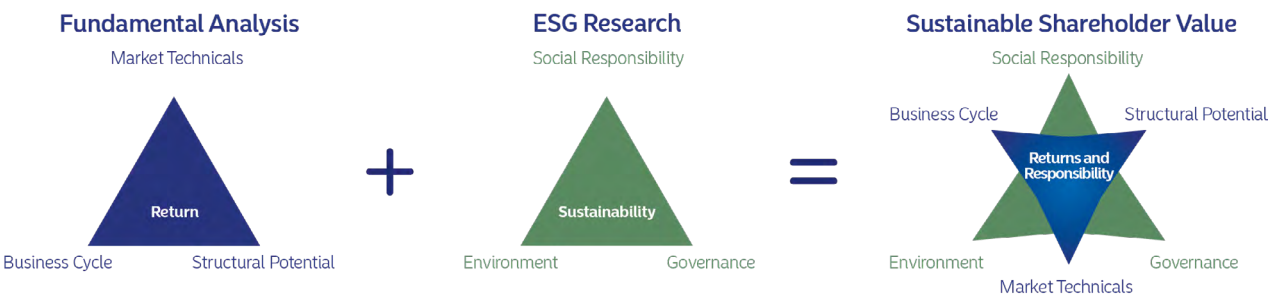 Fundamental Analysis
Market Technicals
Return
Business Cycle
Structural Potential
+
ESG Research
Social Responsibility
Sustainability
Environment
Governance
=
Sustainable Shareholder Value
Social Responsibility
Business Cycle
Structural Potential
Returns and
Responsibility
Environment
Governance
Market Technicals